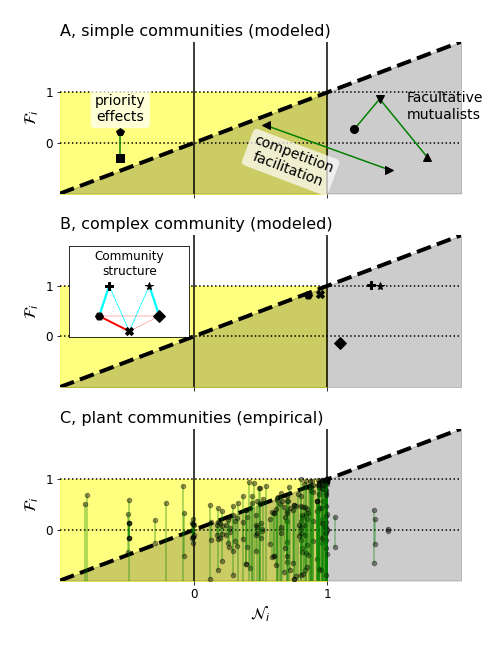 A, simple communities (modeled)
1
0
ℱᵢ
priority
effects
competition
facilitation
Facultative
mutualists
B, complex community (modeled)
1
0
ℱᵢ
Community
structure
C, plant communities (empirical)
1
0
ℱᵢ
0
1
𝒩ᵢ